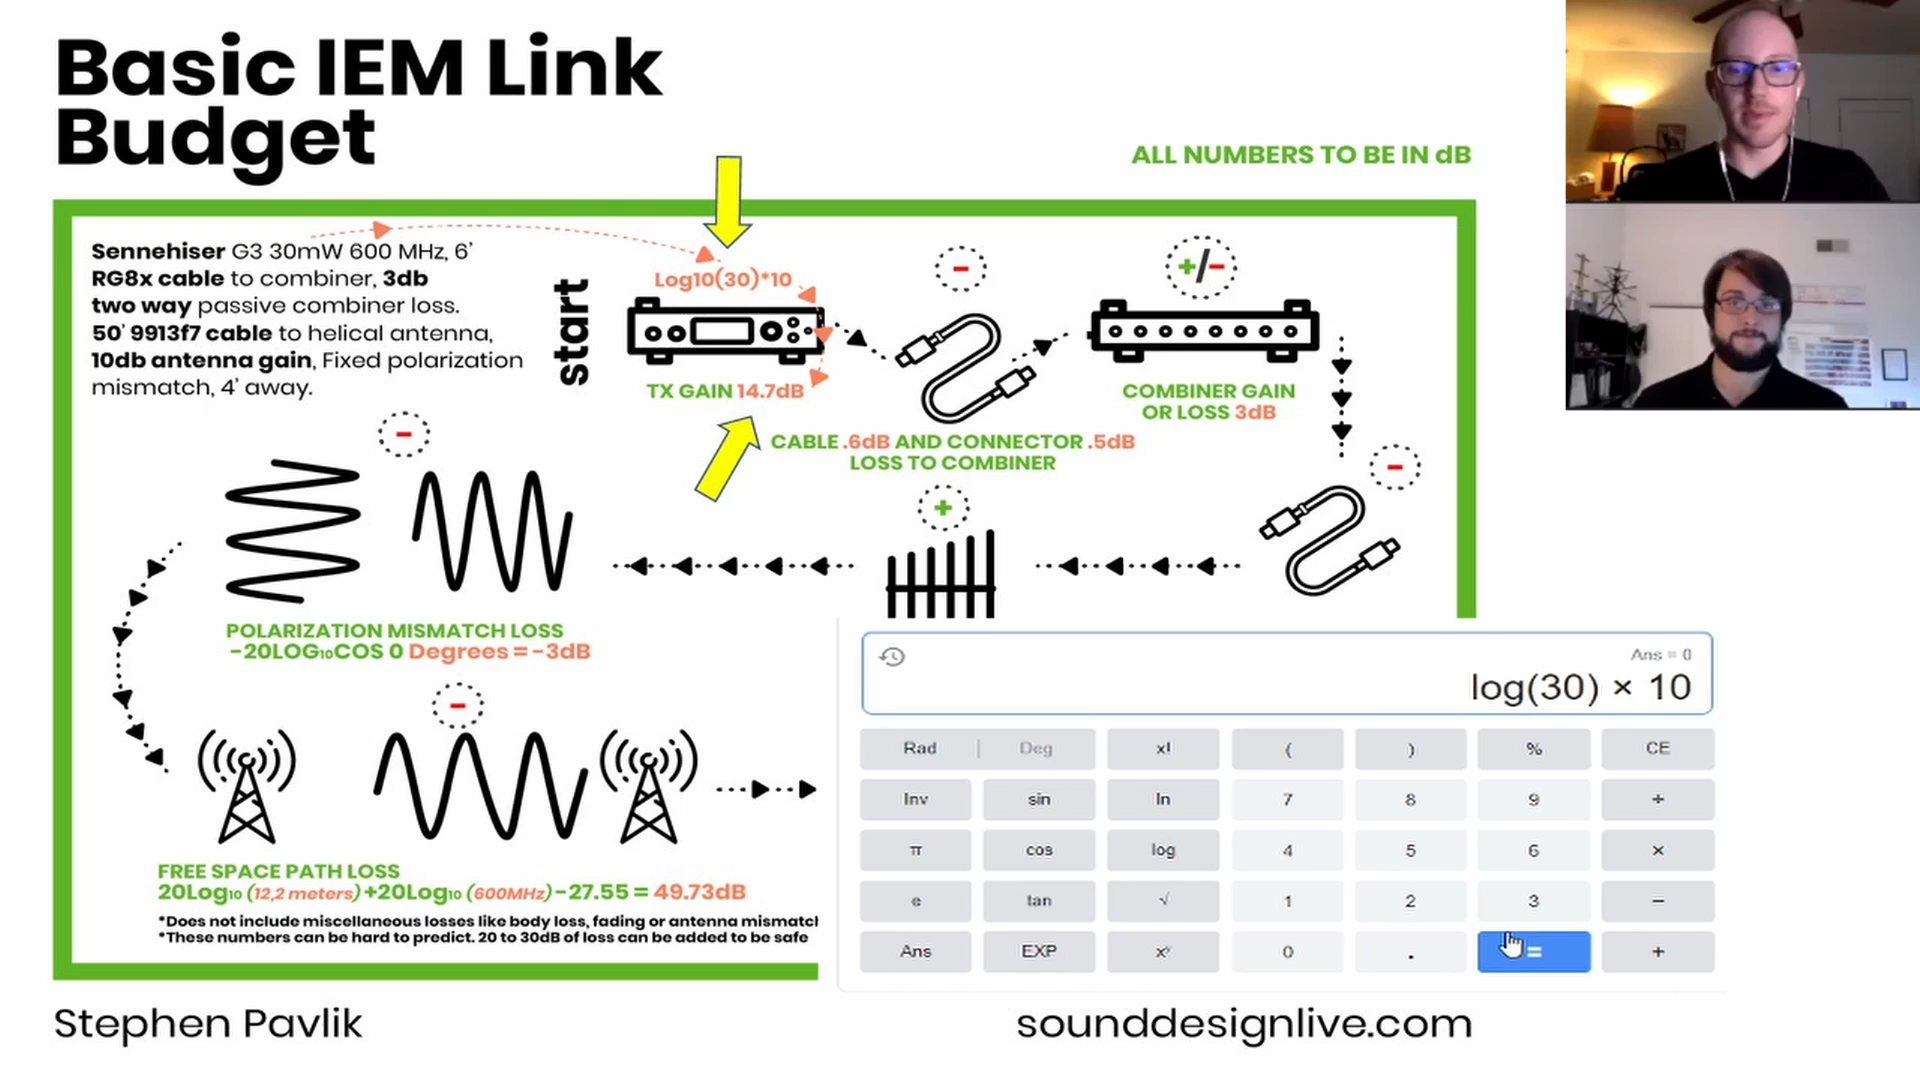 Basic IEM Link
Budget
ALL NUMBERS TO BE IN dB
Sennehiser G3 30mW 600 MHz, 6'
RG8x cable to combiner, 3db
two way passive combiner loss.
50' 9913f7 cable to helical antenna,
10db antenna gain, Fixed polarization
mismatch, 4' away.
start
Log10(30)*10
TX GAIN 14.7dB
-
CABLE .6dB AND CONNECTOR .5dB
LOSS TO COMBINER
+/-
COMBINER GAIN
OR LOSS 3dB
-
+
-
POLARIZATION MISMATCH LOSS
-20LOG10COS 0 Degrees = -3dB
-
FREE SPACE PATH LOSS
20Log10 (12,2 meters)+20Log10 (600MHz)-27.55 = 49.73dB
*Does not include miscellaneous losses like body loss, fading or antenna mismatch
*These numbers can be hard to predict. 20 to 30dB of loss can be added to be safe
Ans = 0
log(30) × 10
Rad | Deg x! ( ) % CE
Inv sin ln 7 8 9 ÷
π cos log 4 5 6 ×
e tan √ 1 2 3 −
Ans EXP xʸ 0 . = +
Stephen Pavlik
sounddesignlive.com